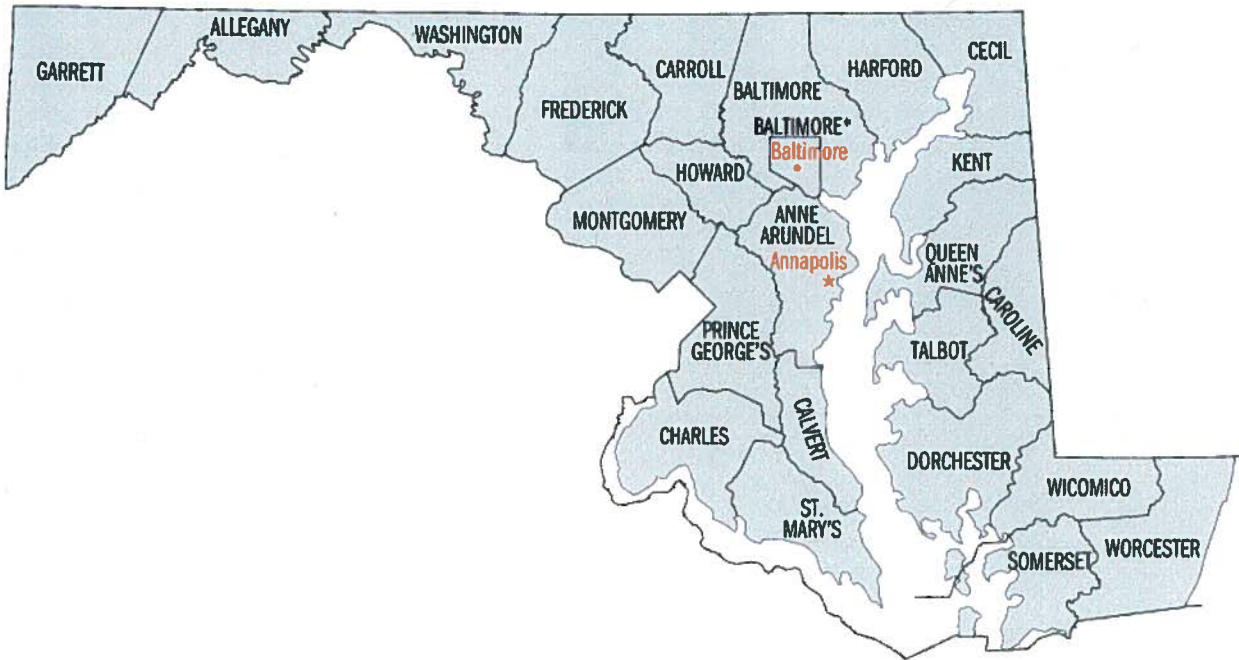 ALLEGANY
WASHINGTON
GARRETT
CARROLL
HARFORD
CECIL
FREDERICK
BALTIMORE
BALTIMORE*
Baltimore
HOWARD
KENT
MONTGOMERY
ANNE
ARUNDEL
Annapolis
QUEEN
ANNE'S
CAROLINE
PRINCE
GEORGE'S
TALBOT
CHARLES
CALVERT
DORCHESTER
WICOMICO
ST.
MARY'S
SOMERSET
WORCESTER